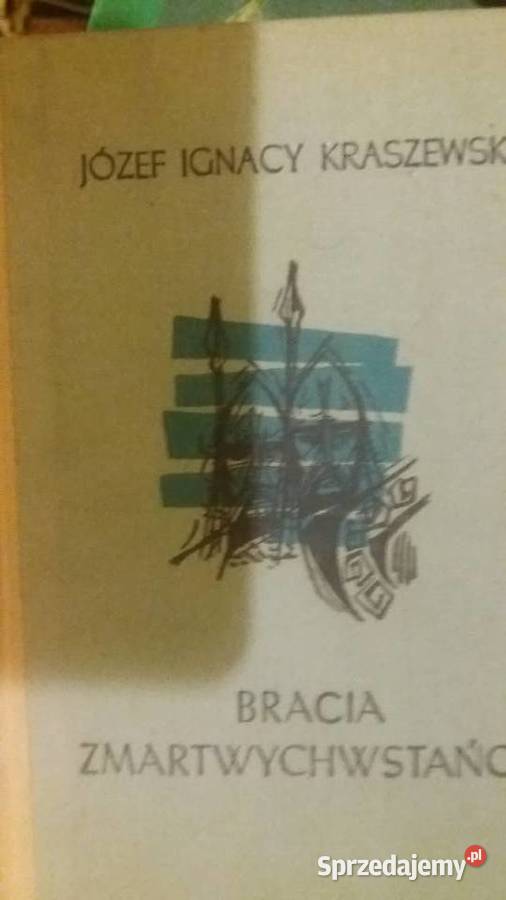 JÓZEF IGNACY KRASZEWSK
BRACIA
ZMARTWYCHWSTAŃC
Sprzedajemy.pl